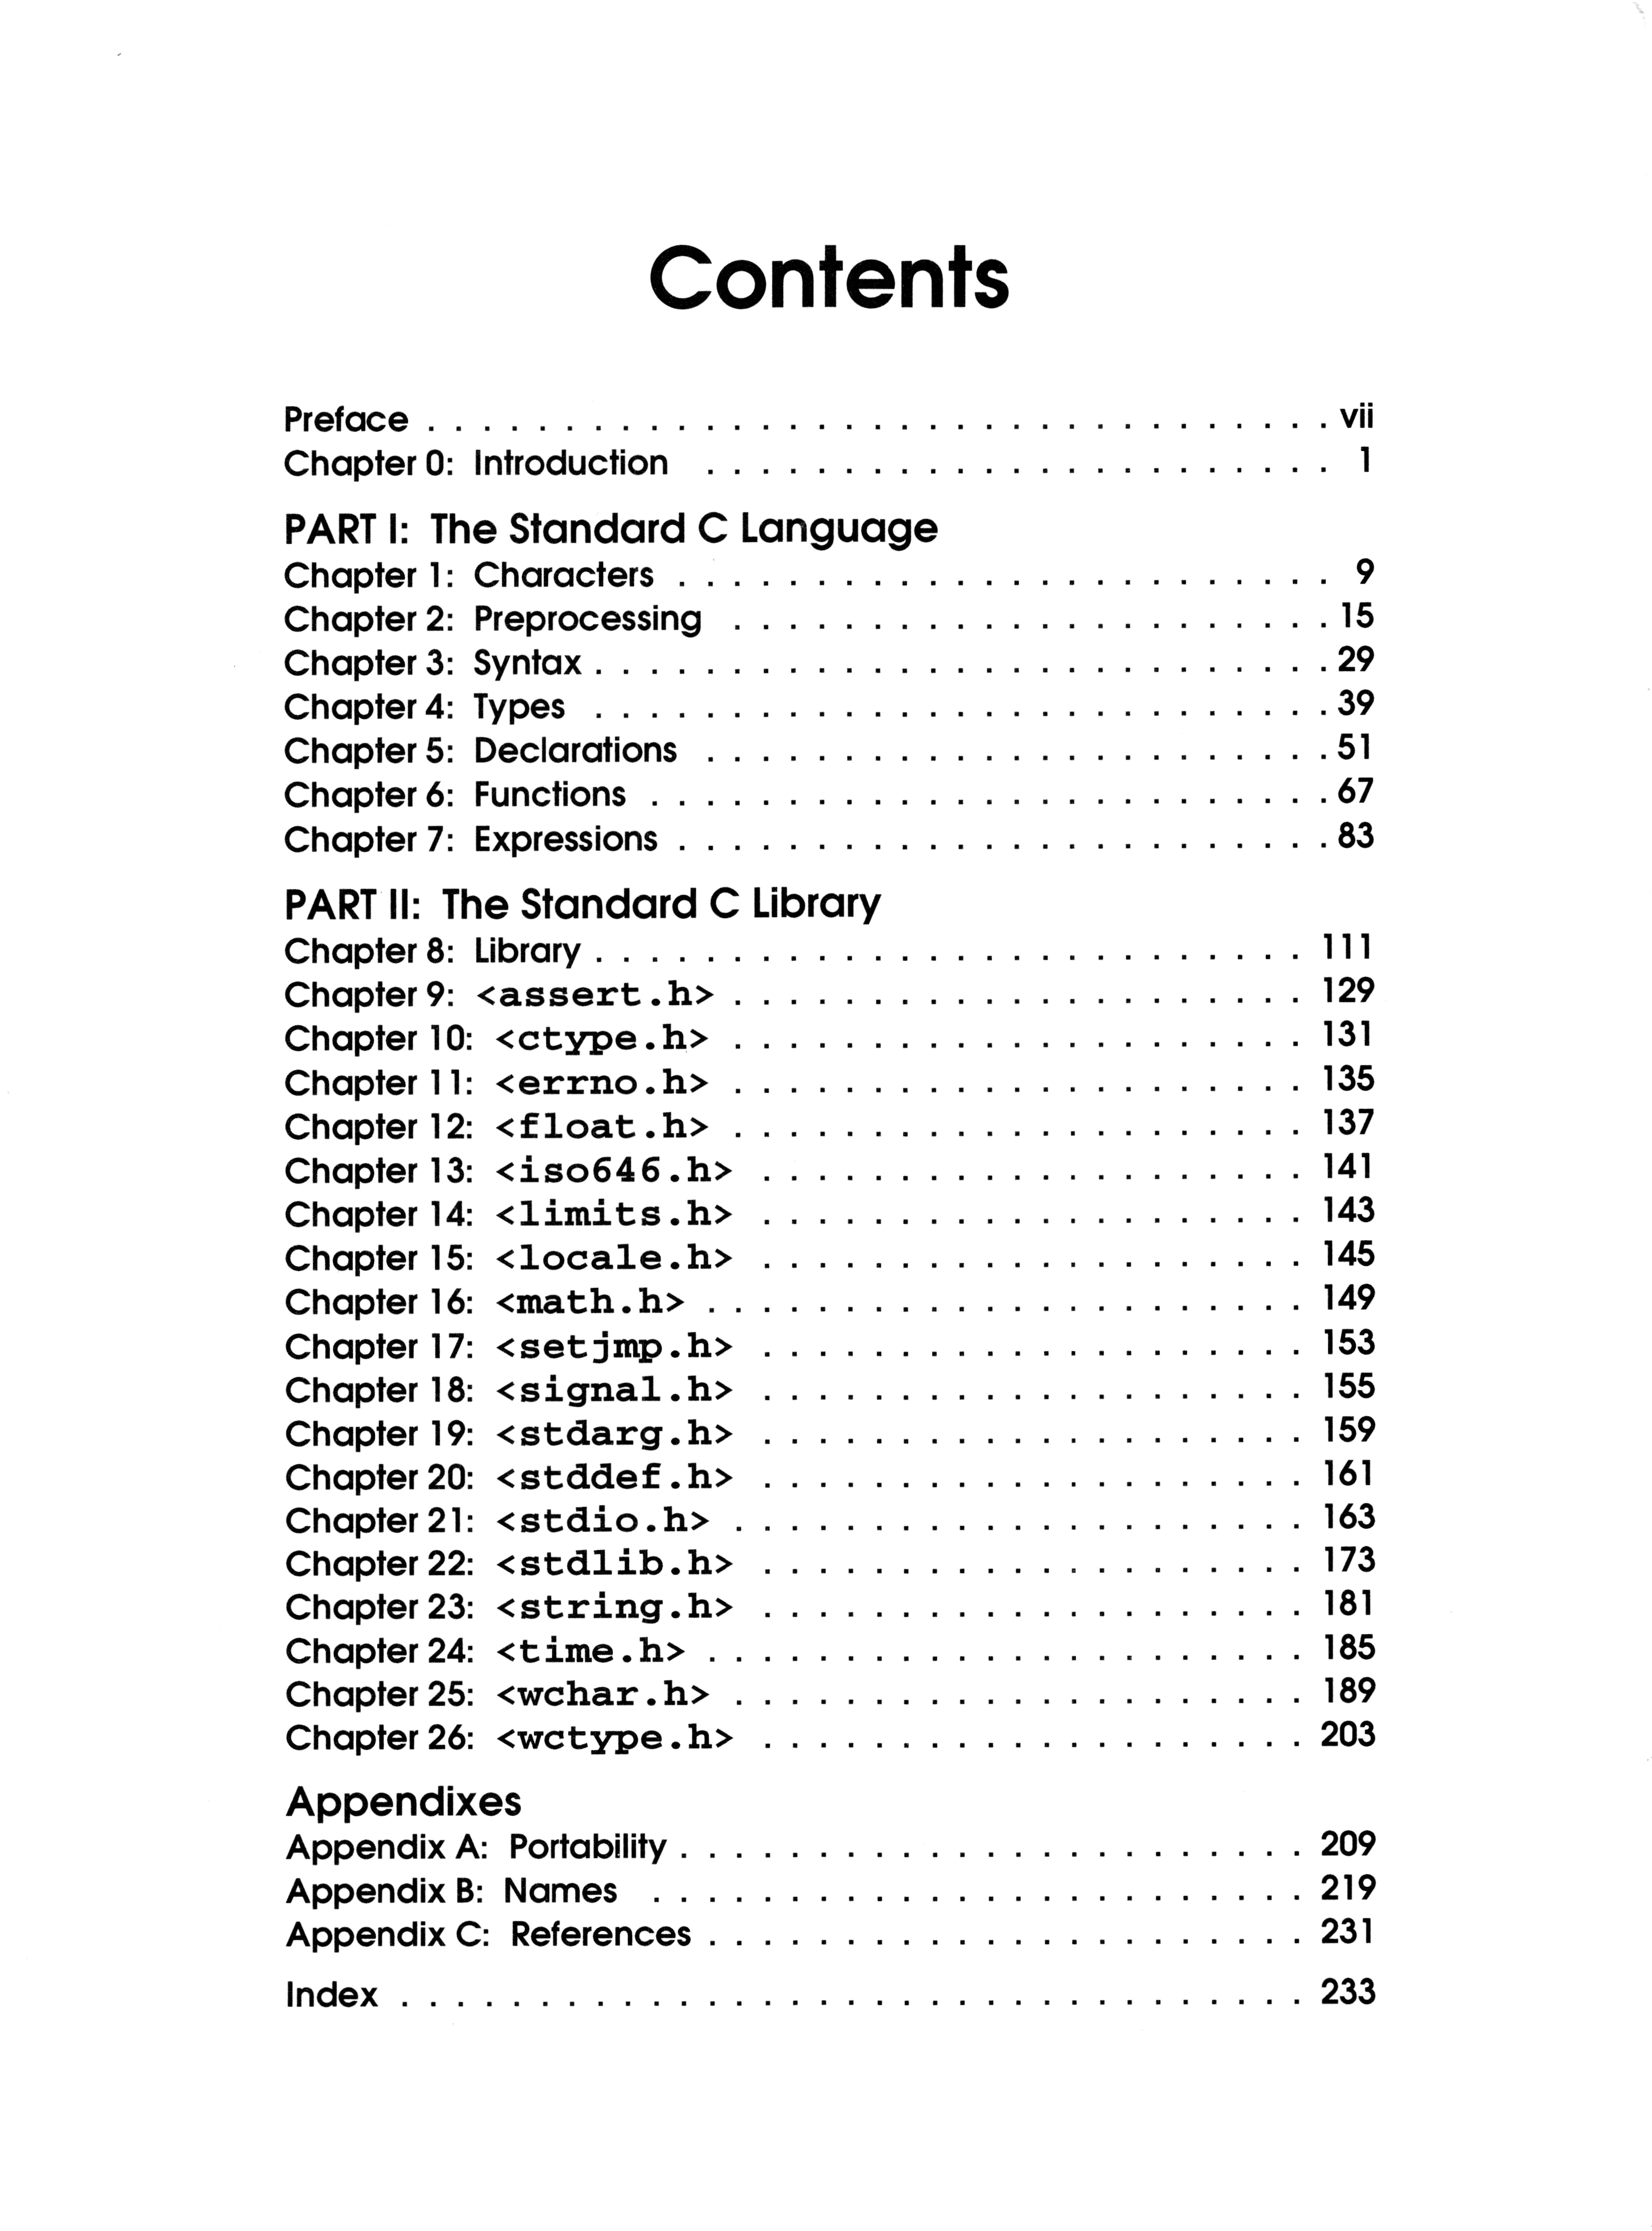 Contents
Preface . . . . . . . . . . . . . . . . . . . . . . . . . . . . . . . . . vii
Chapter 0: Introduction . . . . . . . . . . . . . . . . . . . . . . . 1
PART I: The Standard C Language
Chapter 1: Characters . . . . . . . . . . . . . . . . . . . . . . . . 9
Chapter 2: Preprocessing . . . . . . . . . . . . . . . . . . . . . . 15
Chapter 3: Syntax . . . . . . . . . . . . . . . . . . . . . . . . . . . 29
Chapter 4: Types . . . . . . . . . . . . . . . . . . . . . . . . . . . 39
Chapter 5: Declarations . . . . . . . . . . . . . . . . . . . . . . . 51
Chapter 6: Functions . . . . . . . . . . . . . . . . . . . . . . . . . 67
Chapter 7: Expressions . . . . . . . . . . . . . . . . . . . . . . . . 83
PART II: The Standard C Library
Chapter 8: Library . . . . . . . . . . . . . . . . . . . . . . . . . . 111
Chapter 9: <assert.h> . . . . . . . . . . . . . . . . . . . . . 129
Chapter 10: <ctype.h> . . . . . . . . . . . . . . . . . . . . . 131
Chapter 11: <errno.h> . . . . . . . . . . . . . . . . . . . . . 135
Chapter 12: <float.h> . . . . . . . . . . . . . . . . . . . . . 137
Chapter 13: <iso646.h> . . . . . . . . . . . . . . . . . . . . 141
Chapter 14: <limits.h> . . . . . . . . . . . . . . . . . . . . 143
Chapter 15: <locale.h> . . . . . . . . . . . . . . . . . . . . 145
Chapter 16: <math.h> . . . . . . . . . . . . . . . . . . . . . . 149
Chapter 17: <setjmp.h> . . . . . . . . . . . . . . . . . . . . 153
Chapter 18: <signal.h> . . . . . . . . . . . . . . . . . . . . 155
Chapter 19: <stdarg.h> . . . . . . . . . . . . . . . . . . . . 159
Chapter 20: <stddef.h> . . . . . . . . . . . . . . . . . . . . 161
Chapter 21: <stdio.h> . . . . . . . . . . . . . . . . . . . . . 163
Chapter 22: <stdlib.h> . . . . . . . . . . . . . . . . . . . . 173
Chapter 23: <string.h> . . . . . . . . . . . . . . . . . . . . 181
Chapter 24: <time.h> . . . . . . . . . . . . . . . . . . . . . . 185
Chapter 25: <wchar.h> . . . . . . . . . . . . . . . . . . . . . 189
Chapter 26: <wctype.h> . . . . . . . . . . . . . . . . . . . . 203
Appendixes
Appendix A: Portability . . . . . . . . . . . . . . . . . . . . . . . 209
Appendix B: Names . . . . . . . . . . . . . . . . . . . . . . . . 219
Appendix C: References . . . . . . . . . . . . . . . . . . . . . . 231
Index . . . . . . . . . . . . . . . . . . . . . . . . . . . . . . . . . 233